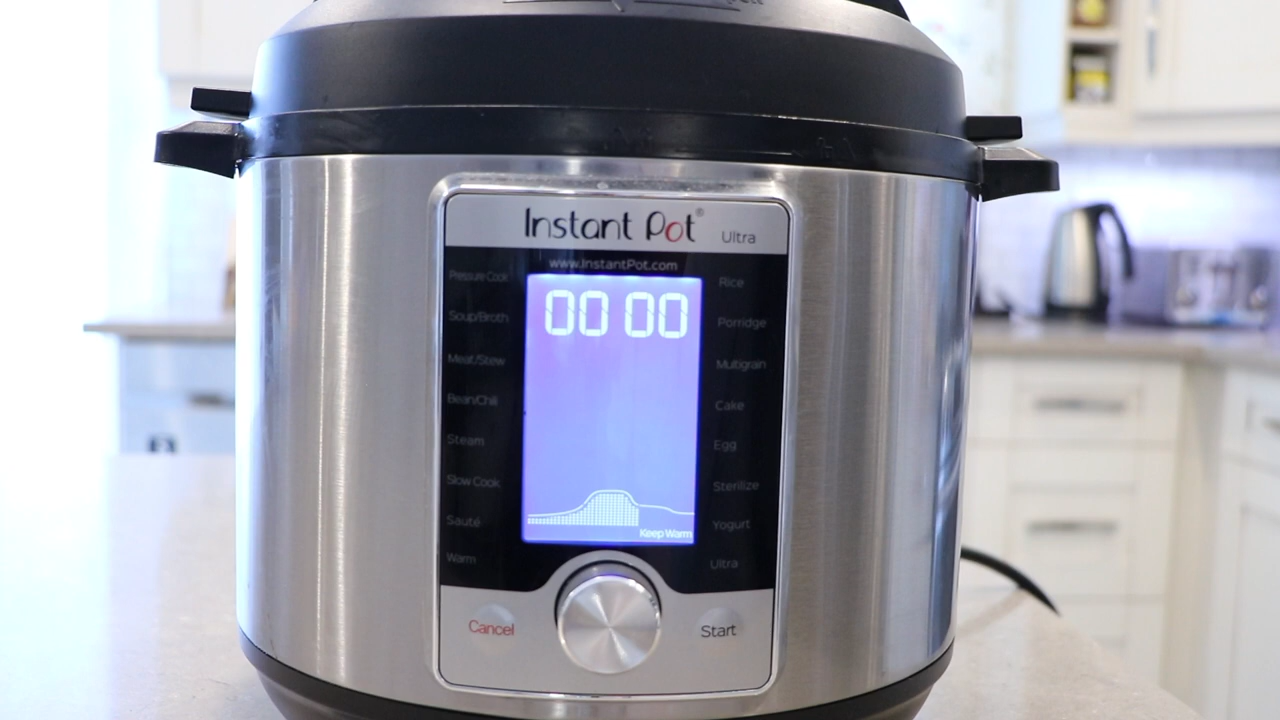 Instant Pot® Ultra
www.InstantPot.com
Pressure Cook
Soup/Broth
Meat/Stew
Bean/Chili
Steam
Slow Cook
Sauté
Warm
00 00
Keep Warm
Rice
Porridge
Multigrain
Cake
Egg
Sterilize
Yogurt
Ultra
Cancel
Start